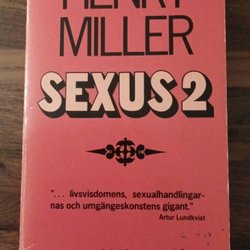 HENRY
MILLER
SEXUS 2
"... livsvisdomens, sexualhandlingar-
nas och umgängeskonstens gigant."
Artur Lundkvist